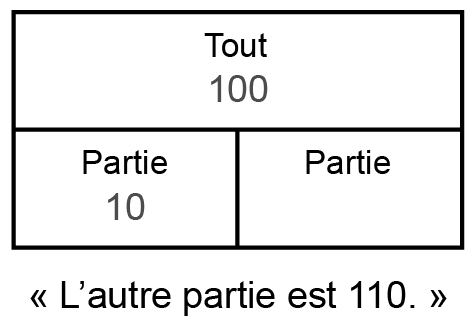 Tout
100
Partie Partie
10
« L’autre partie est 110. »